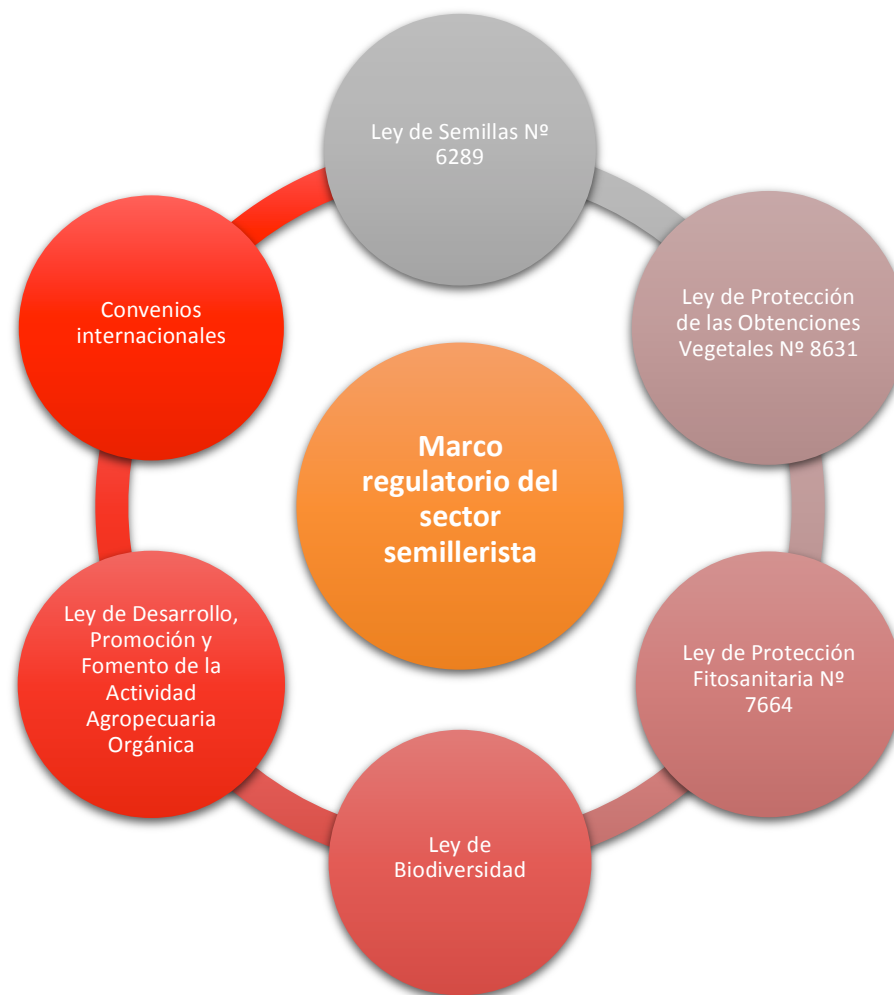 Ley de Semillas Nº
6289
Ley de Protección
de las Obtenciones
Vegetales Nº 8631
Ley de Protección
Fitosanitaria Nº
7664
Ley de
Biodiversidad
Ley de Desarrollo,
Promoción y
Fomento de la
Actividad
Agropecuaria
Orgánica
Convenios
internacionales
Marco
regulatorio del
sector
semillerista